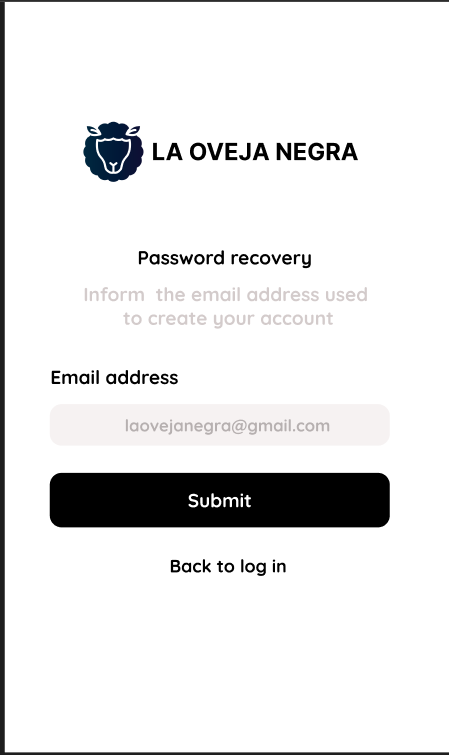 LA OVEJA NEGRA
Password recovery
Inform the email address used
to create your account
Email address
laovejanegra@gmail.com
Submit
Back to log in